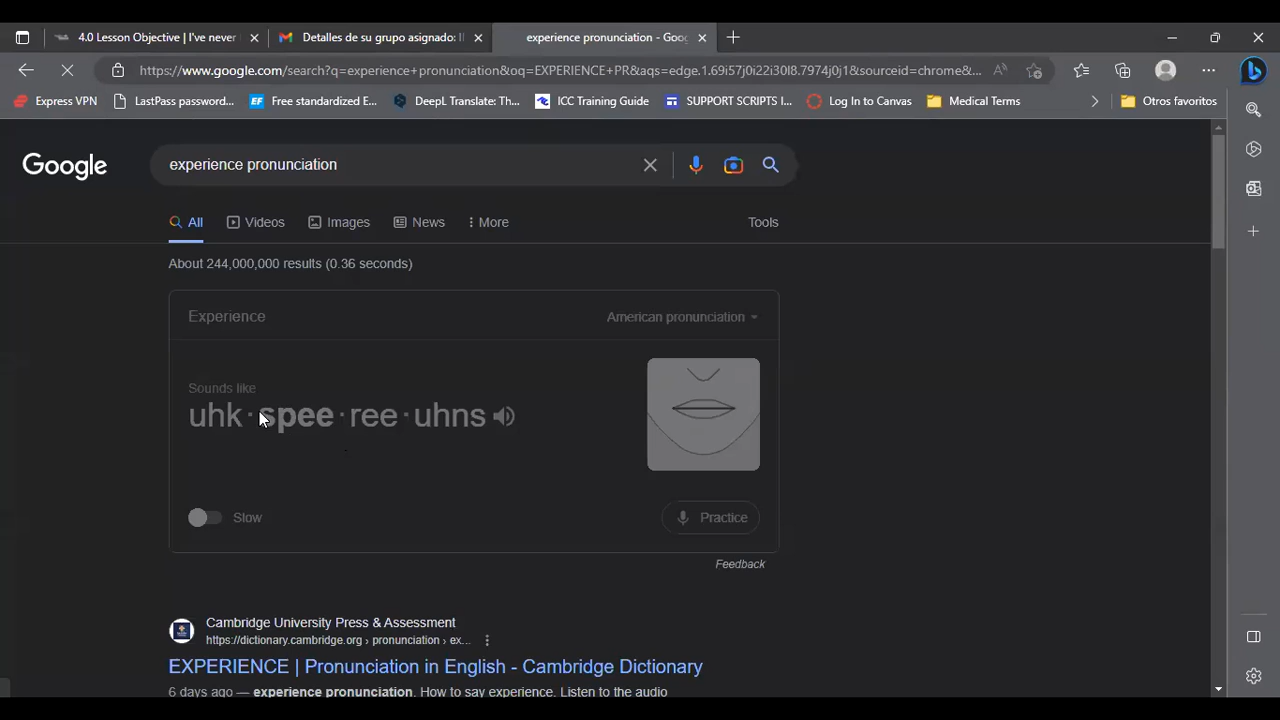 4.0 Lesson Objective | I've never
Detalles de su grupo asignado: II
experience pronunciation - Goog
https://www.google.com/search?q=experience+pronunciation&oq=EXPERIENCE+PR&aqs=edge.1.69i57j0i22i30l8.7974j0j1&sourceid=chrome&...
Express VPN
LastPass password...
EF Free standardized E...
DeepL Translate: Th...
ICC Training Guide
SUPPORT SCRIPTS I...
Log In to Canvas
Medical Terms
Otros favoritos
Google
experience pronunciation
All
Videos
Images
News
More
Tools
About 244,000,000 results (0.36 seconds)
Experience
American pronunciation
Sounds like
uhk · spee · ree · uhns
Slow
Practice
Feedback
Cambridge University Press & Assessment
https://dictionary.cambridge.org › pronunciation › ex...
EXPERIENCE | Pronunciation in English - Cambridge Dictionary
6 days ago — experience pronunciation. How to say experience. Listen to the audio